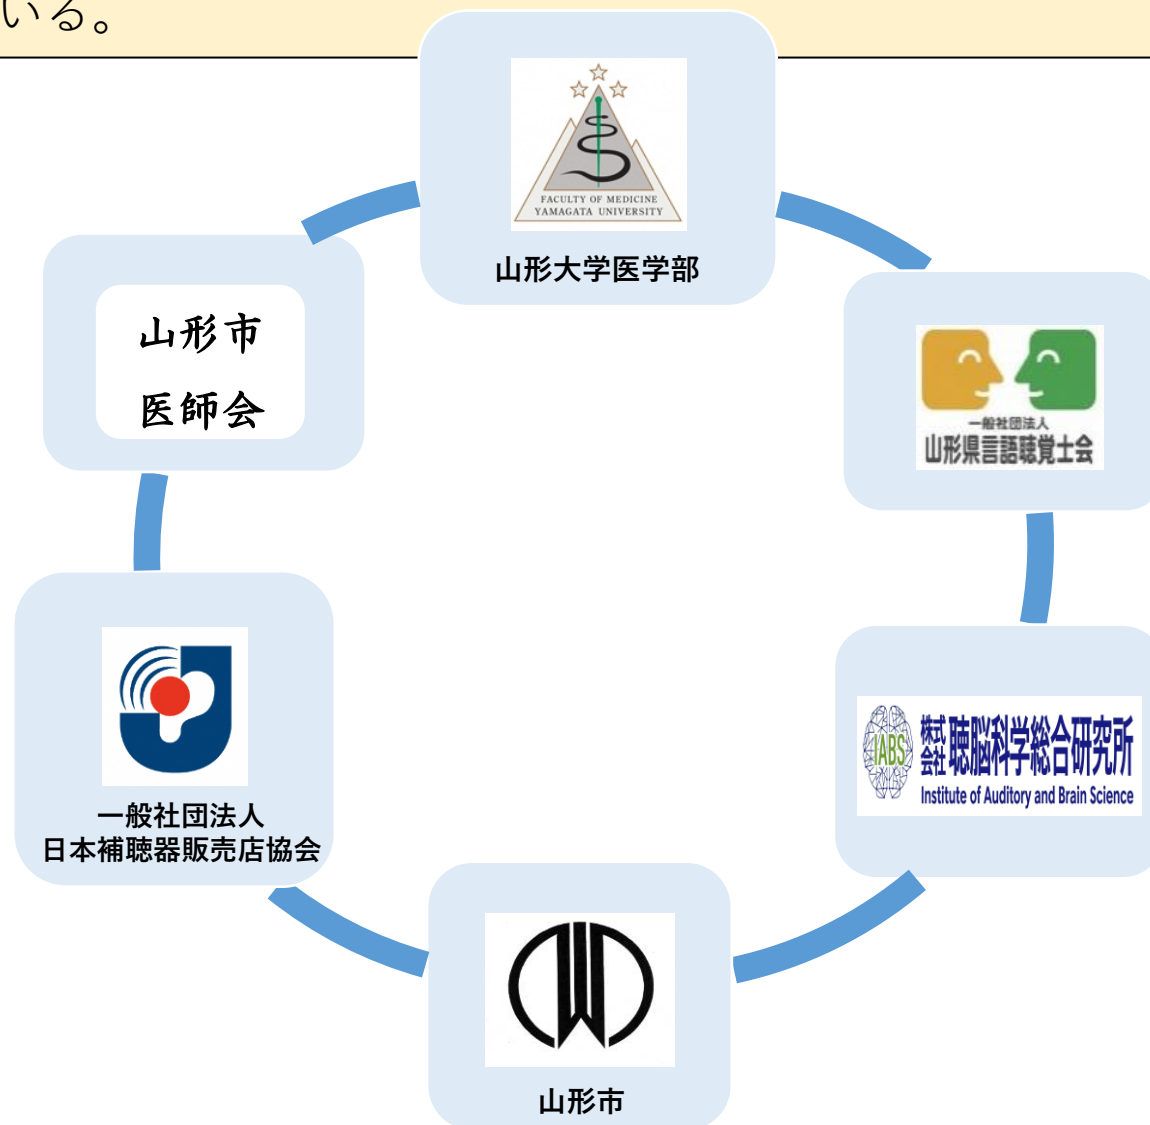 いる。
FACULTY OF MEDICINE
YAMAGATA UNIVERSITY
山形大学医学部
山形市
医師会
一般社団法人
山形県言語聴覚士会
IABS
株式会社 聴脳科学総合研究所
Institute of Auditory and Brain Science
一般社団法人
日本補聴器販売店協会
山形市